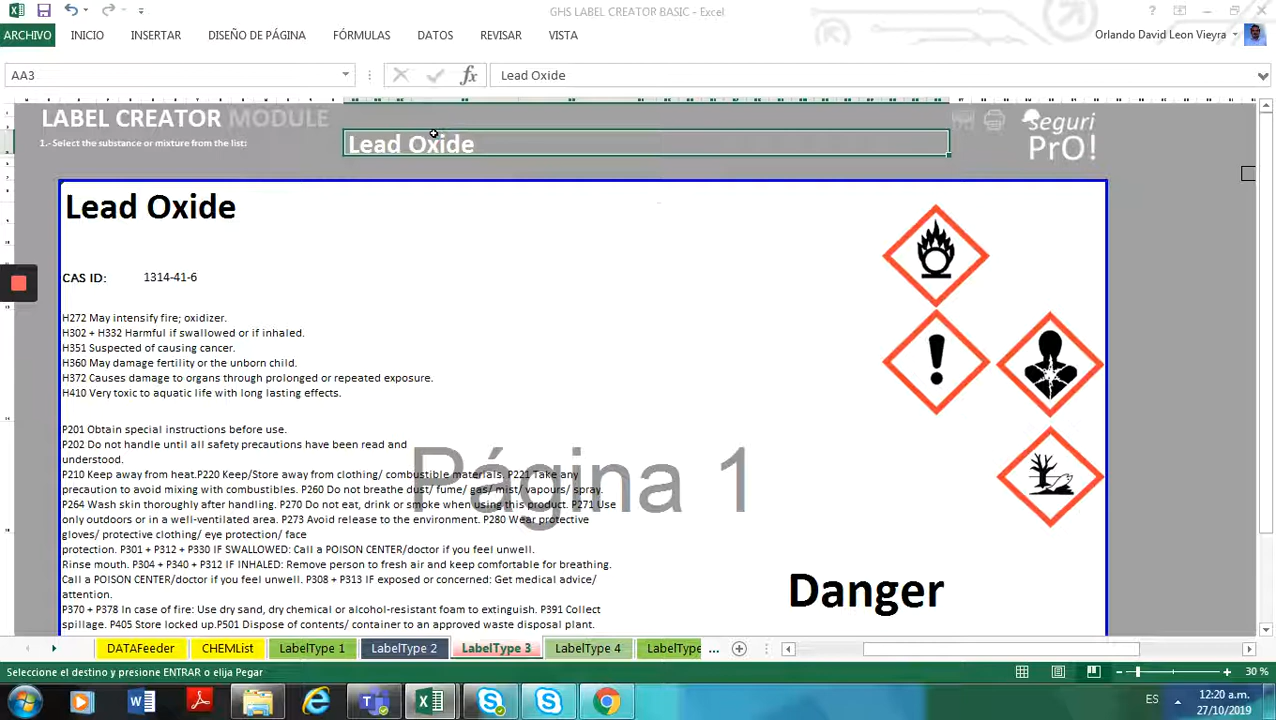 GHS LABEL CREATOR BASIC - Excel
ARCHIVO INICIO INSERTAR DISEÑO DE PÁGINA FÓRMULAS DATOS REVISAR VISTA
Orlando David Leon Vieyra
AA3
fx
Lead Oxide
LABEL CREATOR MODULE
1.- Select the substance or mixture from the list:
Lead Oxide
seguri
PrO!
Lead Oxide
CAS ID: 1314-41-6
H272 May intensify fire; oxidizer.
H302 + H332 Harmful if swallowed or if inhaled.
H351 Suspected of causing cancer.
H360 May damage fertility or the unborn child.
H372 Causes damage to organs through prolonged or repeated exposure.
H410 Very toxic to aquatic life with long lasting effects.
P201 Obtain special instructions before use.
P202 Do not handle until all safety precautions have been read and
understood.
P210 Keep away from heat.P220 Keep/Store away from clothing/ combustible materials. P221 Take any
precaution to avoid mixing with combustibles. P260 Do not breathe dust/ fume/ gas/ mist/ vapours/ spray.
P264 Wash skin thoroughly after handling. P270 Do not eat, drink or smoke when using this product. P271 Use
only outdoors or in a well-ventilated area. P273 Avoid release to the environment. P280 Wear protective
gloves/ protective clothing/ eye protection/ face
protection. P301 + P312 + P330 IF SWALLOWED: Call a POISON CENTER/doctor if you feel unwell.
Rinse mouth. P304 + P340 + P312 IF INHALED: Remove person to fresh air and keep comfortable for breathing.
Call a POISON CENTER/doctor if you feel unwell. P308 + P313 IF exposed or concerned: Get medical advice/
attention.
P370 + P378 In case of fire: Use dry sand, dry chemical or alcohol-resistant foam to extinguish. P391 Collect
spillage. P405 Store locked up.P501 Dispose of contents/ container to an approved waste disposal plant.
Página 1
Danger
DATAFeeder CHEMList LabelType 1 LabelType 2 LabelType 3 LabelType 4 LabelType ...
Seleccione el destino y presione ENTRAR o elija Pegar
30 %
ES
12:20 a.m.
27/10/2019